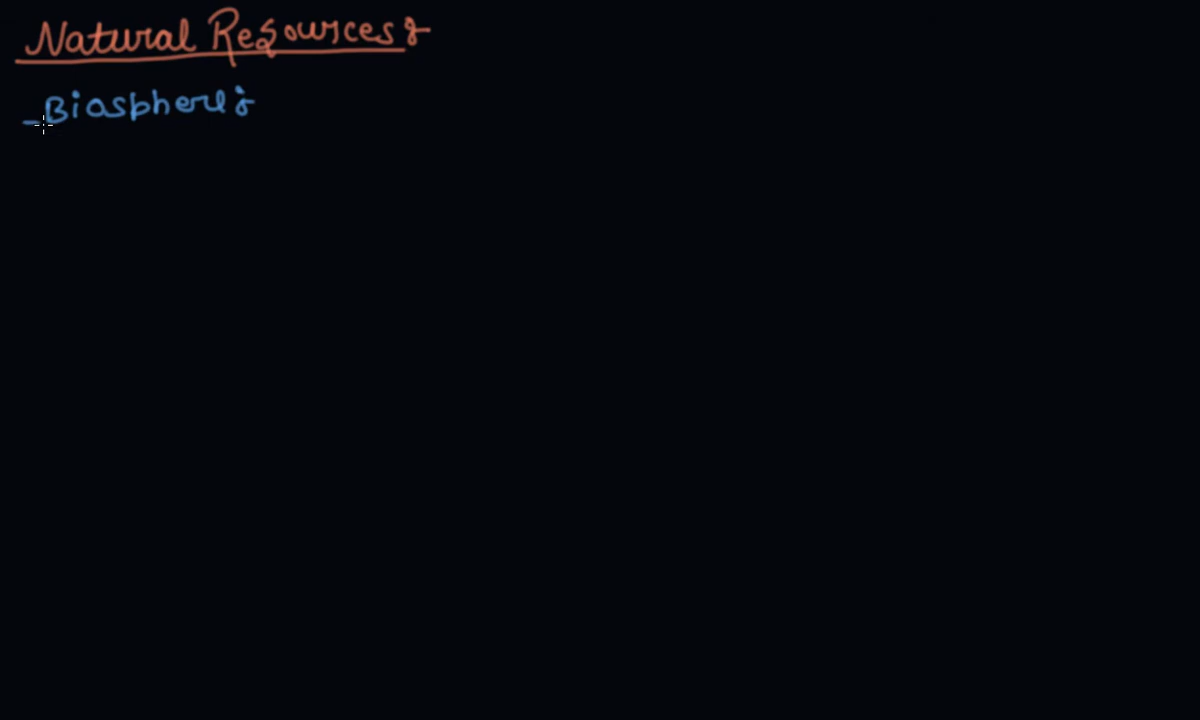 Natural Resources :-
Biosphere :-